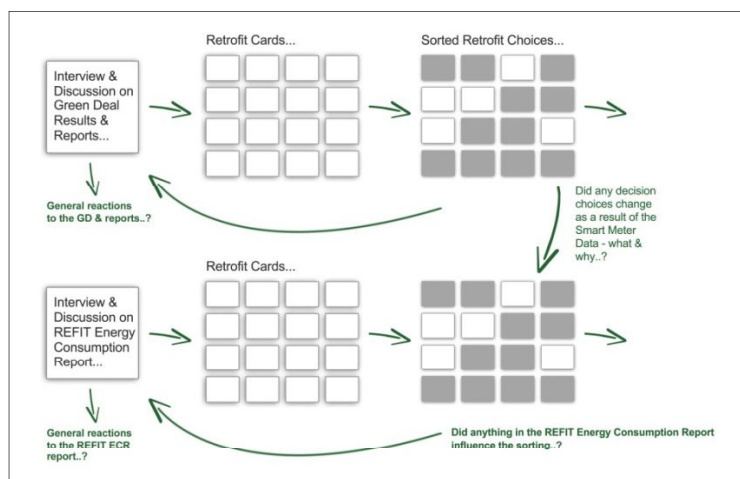 Retrofit Cards...
Sorted Retrofit Choices...
Interview &
Discussion on
Green Deal
Results &
Reports...
General reactions
to the GD & reports..?
Did any decision
choices change
as a result of the
Smart Meter
Data - what &
why..?
Retrofit Cards...
Interview &
Discussion on
REFIT Energy
Consumption
Report...
General reactions
to the REFIT ECR
report..?
Did anything in the REFIT Energy Consumption Report
influence the sorting..?